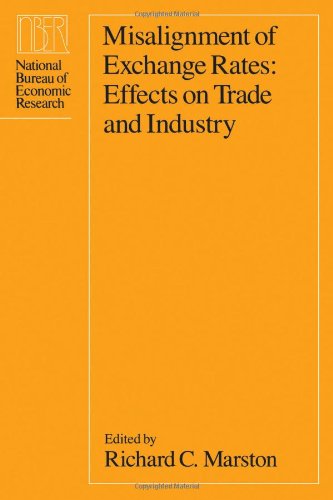 NBER
National
Bureau of
Economic
Research
Misalignment of
Exchange Rates:
Effects on Trade
and Industry
Edited by
Richard C. Marston